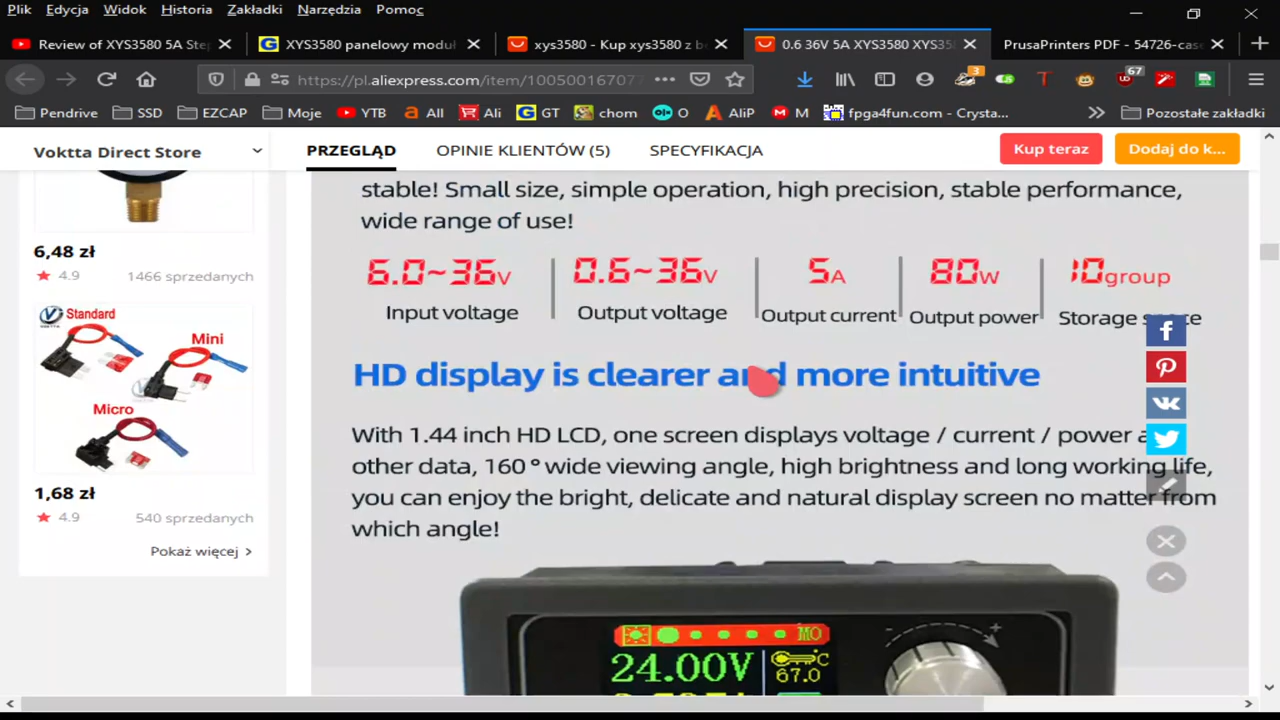 Plik Edycja Widok Historia Zakładki Narzędzia Pomoc
Review of XYS3580 5A Ste
XYS3580 panelowy moduł
xys3580 - Kup xys3580 z b
0.6 36V 5A XYS3580 XYS3
PrusaPrinters PDF - 54726-cas
https://pl.aliexpress.com/item/100500167077
3
67
Pendrive SSD EZCAP Moje YTB All Ali GT chom O AliP M fpga4fun.com - Crysta... Pozostałe zakładki
Voktta Direct Store
PRZEGLĄD OPINIE KLIENTÓW (5) SPECYFIKACJA
Kup teraz Dodaj do k...
6,48 zł
4.9 1466 sprzedanych
Standard
Mini
Micro
1,68 zł
4.9 540 sprzedanych
Pokaż więcej
stable! Small size, simple operation, high precision, stable performance,
wide range of use!
6.0~36V 0.6~36V 5A 80W 10group
Input voltage Output voltage Output current Output power Storage space
HD display is clearer and more intuitive
With 1.44 inch HD LCD, one screen displays voltage / current / power
other data, 160° wide viewing angle, high brightness and long working life,
you can enjoy the bright, delicate and natural display screen no matter from
which angle!
M0
24.00V
°C
67.0
- +